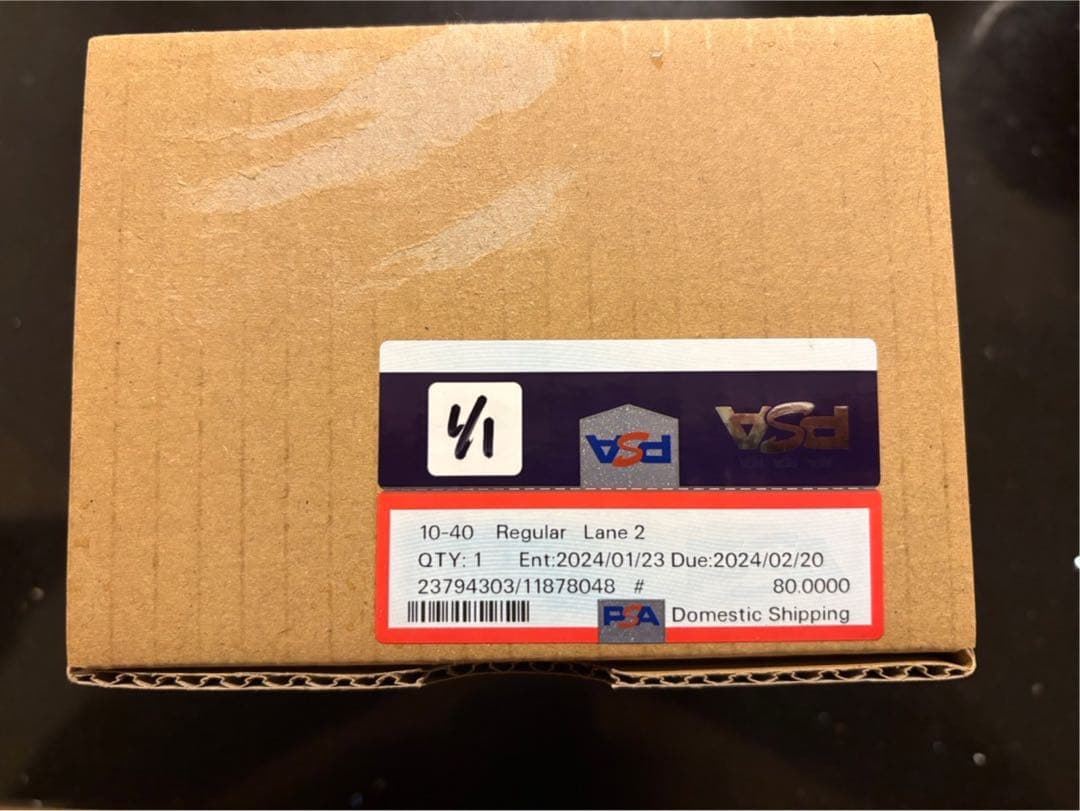 1/1
PSA
PSA
10-40 Regular Lane 2
QTY: 1 Ent:2024/01/23 Due:2024/02/20
23794303/11878048 # 80.0000
PSA Domestic Shipping